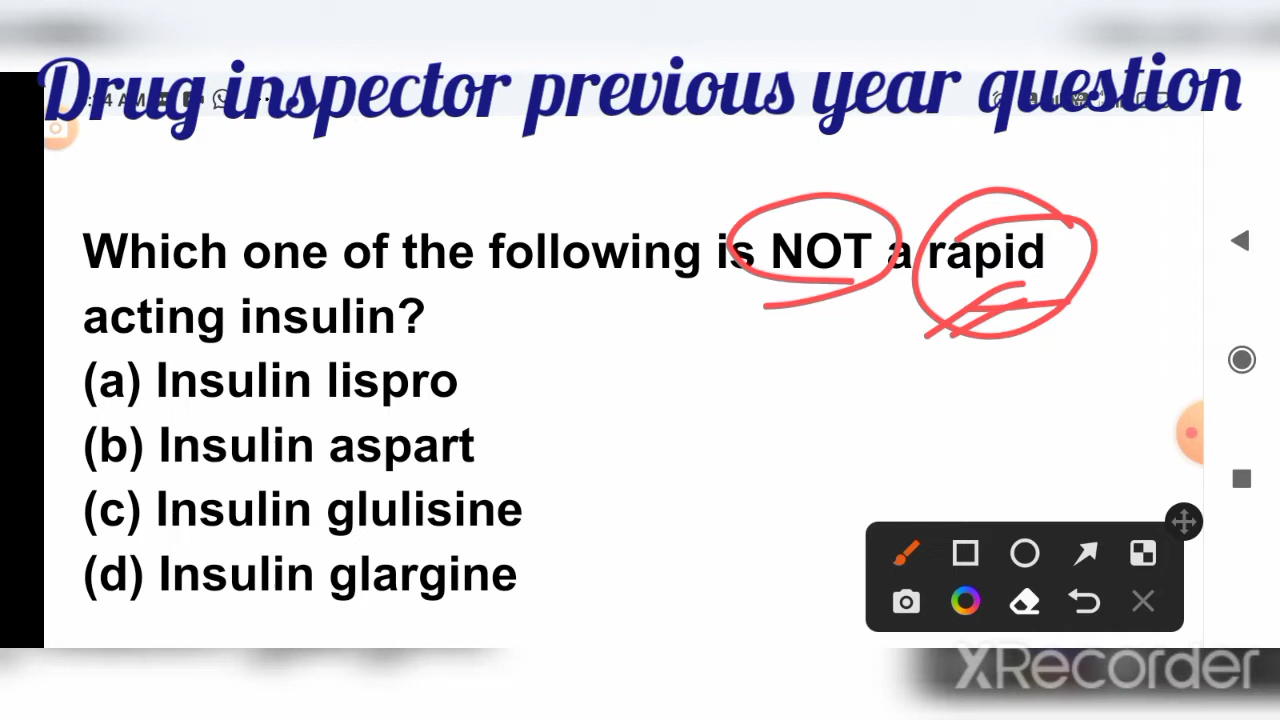 Drug inspector previous year question
Which one of the following is NOT a rapid
acting insulin?
(a) Insulin lispro
(b) Insulin aspart
(c) Insulin glulisine
(d) Insulin glargine
XRecorder